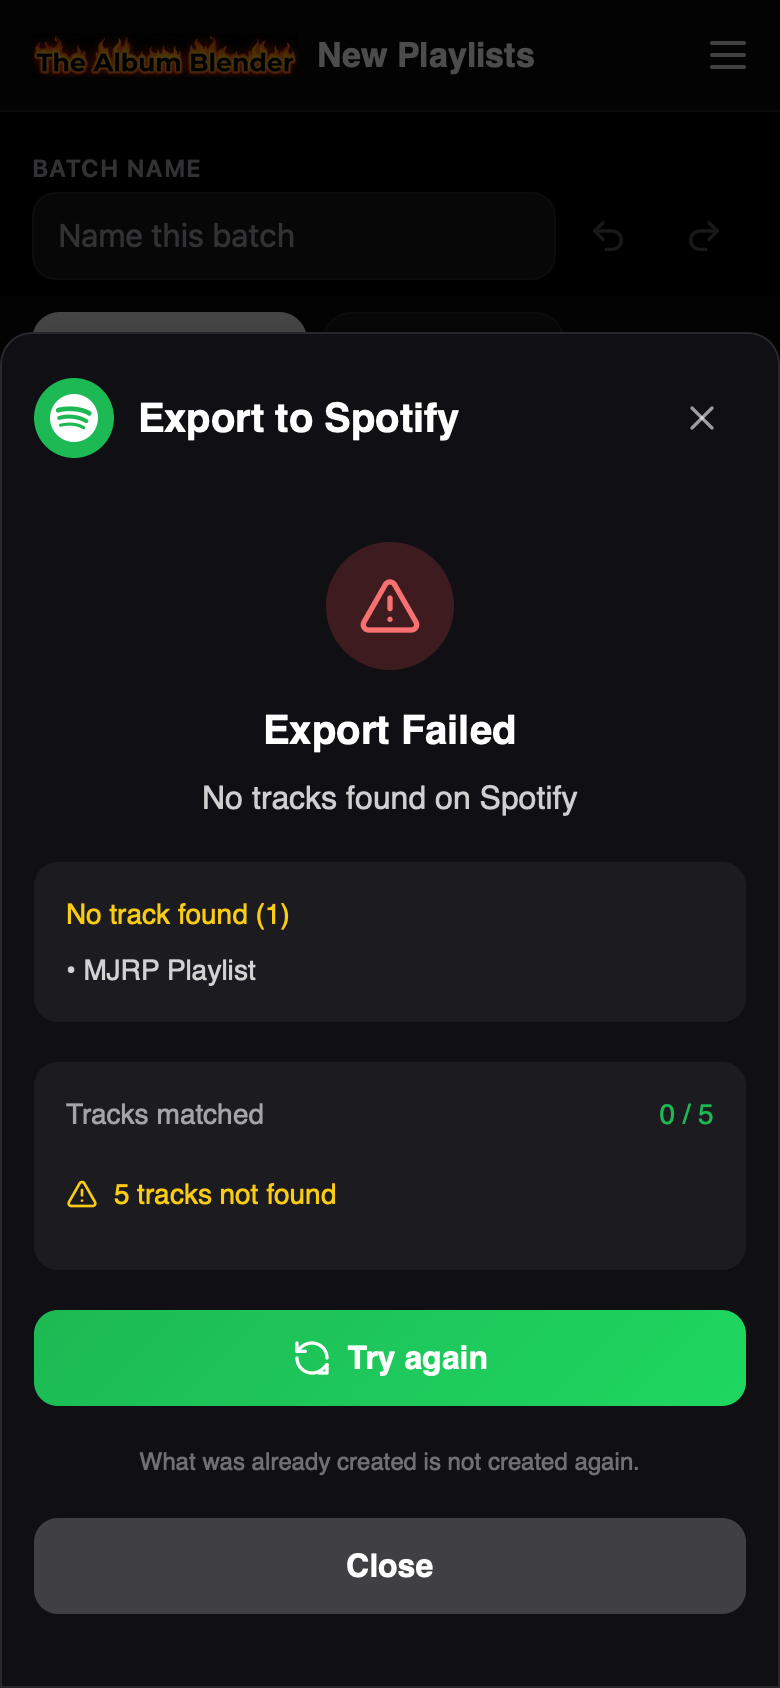 The Album Blender
New Playlists
BATCH NAME
Name this batch
Export to Spotify
Export Failed
No tracks found on Spotify
No track found (1)
• MJRP Playlist
Tracks matched
0 / 5
5 tracks not found
Try again
What was already created is not created again.
Close